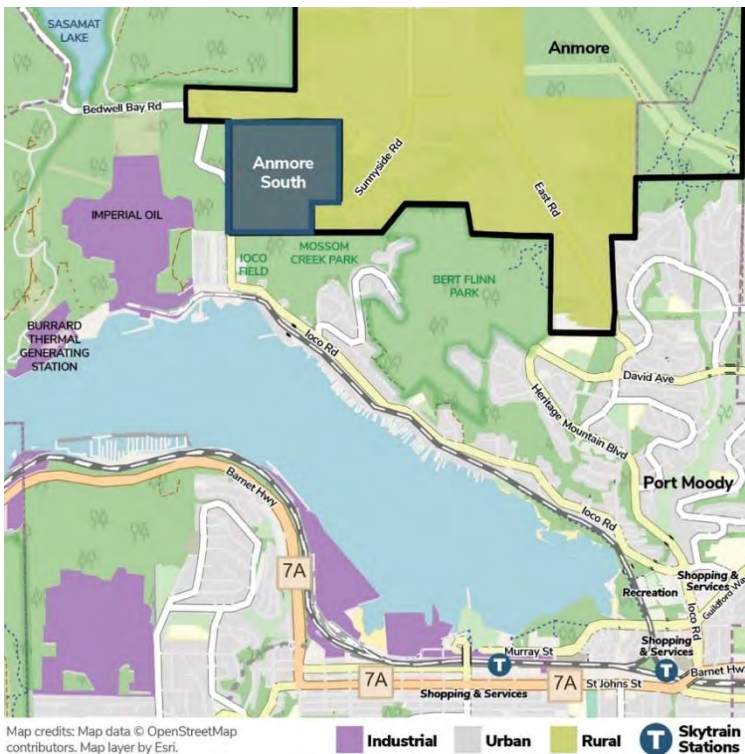 SASAMAT
LAKE
Anmore
Bedwell Bay Rd
Anmore
South
Sunnyside Rd
East Rd
IMPERIAL OIL
IOCO
FIELD
MOSSOM
CREEK PARK
BERT FLINN
PARK
BURRARD
THERMAL
GENERATING
STATION
Ioco Rd
David Ave
Heritage Mountain Blvd
Barnet Hwy
Port Moody
Ioco Rd
7A
Shopping &
Services
Recreation
Guildford Way
Ioco Rd
Shopping
& Services
Murray St
T
T
Barnet Hwy
7A
7A
St Johns St
Shopping & Services
Map credits: Map data © OpenStreetMap
contributors. Map layer by Esri.
Industrial
Urban
Rural
T
Skytrain
Stations